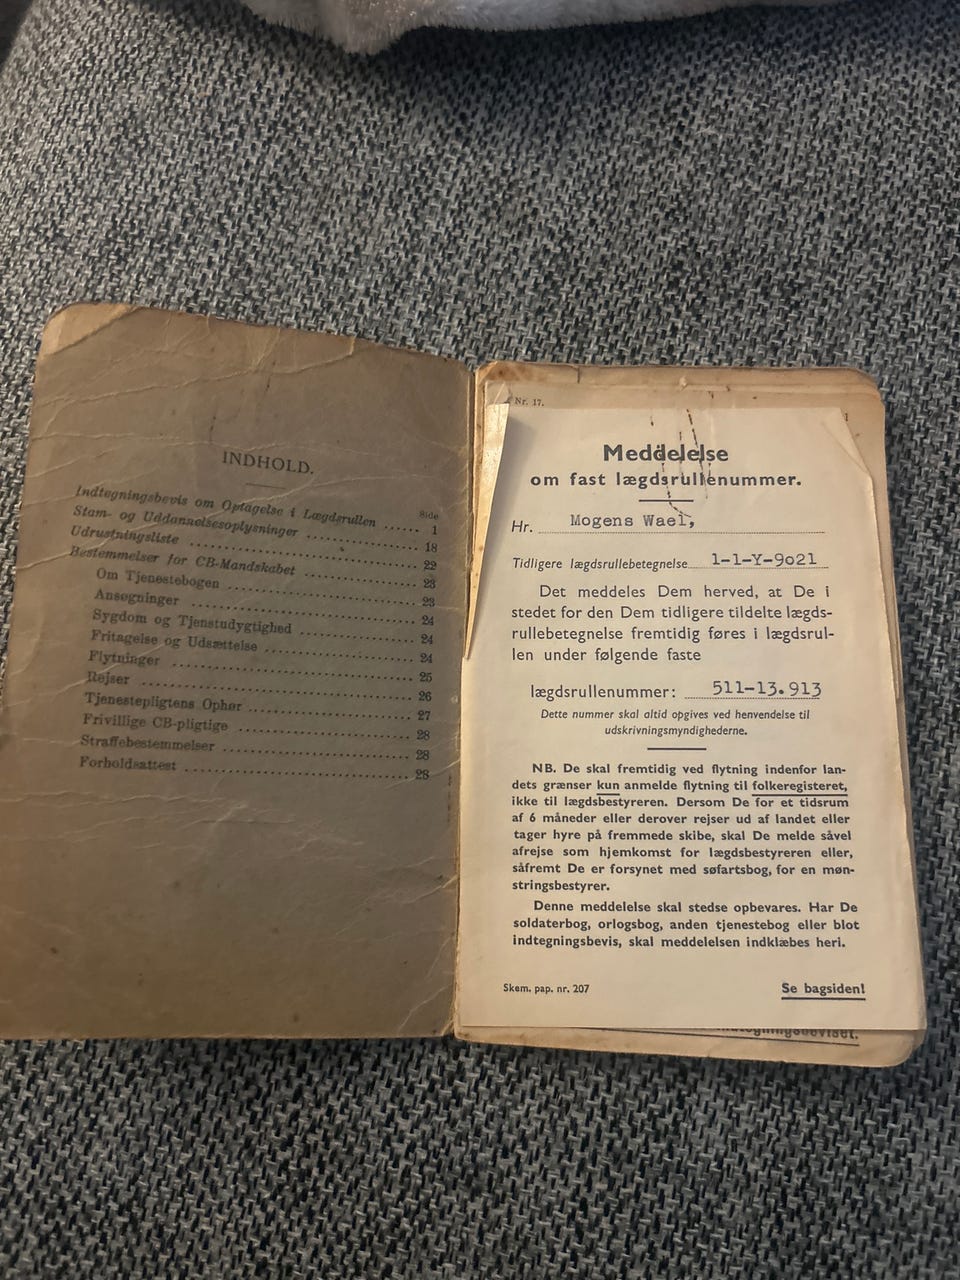 INDHOLD.
Side
Indtegningsbevis om Optagelse i Lægdsrullen ...... 1
Stam- og Uddannelsesoplysninger ................ 18
Udrustningsliste ................................ 22
Bestemmelser for CB-Mandskabet ................ 23
Om Tjenestebogen ............................ 23
Ansøgninger ................................. 24
Sygdom og Tjenstudygtighed .................. 24
Fritagelse og Udsættelse ...................... 24
Flytninger ................................... 25
Rejser ....................................... 26
Tjenestepligtens Ophør ....................... 27
Frivillige CB-pligtige ......................... 28
Straffebestemmelser .......................... 28
Forholdsattest ................................ 28
Nr. 17.
1
Meddelelse
om fast lægdsrullenummer.
Hr. Mogens Wael,
Tidligere lægdsrullebetegnelse 1-1-Y-9021
Det meddeles Dem herved, at De i
stedet for den Dem tidligere tildelte lægds-
rullebetegnelse fremtidig føres i lægdsrul-
len under følgende faste
lægdsrullenummer: 511-13.913
Dette nummer skal altid opgives ved henvendelse til
udskrivningsmyndighederne.
NB. De skal fremtidig ved flytning indenfor lan-
dets grænser kun anmelde flytning til folkeregisteret,
ikke til lægdsbestyreren. Dersom De for et tidsrum
af 6 måneder eller derover rejser ud af landet eller
tager hyre på fremmede skibe, skal De melde såvel
afrejse som hjemkomst for lægdsbestyreren eller,
såfremt De er forsynet med søfartsbog, for en møn-
stringsbestyrer.
Denne meddelelse skal stedse opbevares. Har De
soldaterbog, orlogsbog, anden tjenestebog eller blot
indtegningsbevis, skal meddelelsen indklæbes heri.
Skem. pap. nr. 207
Se bagsiden!